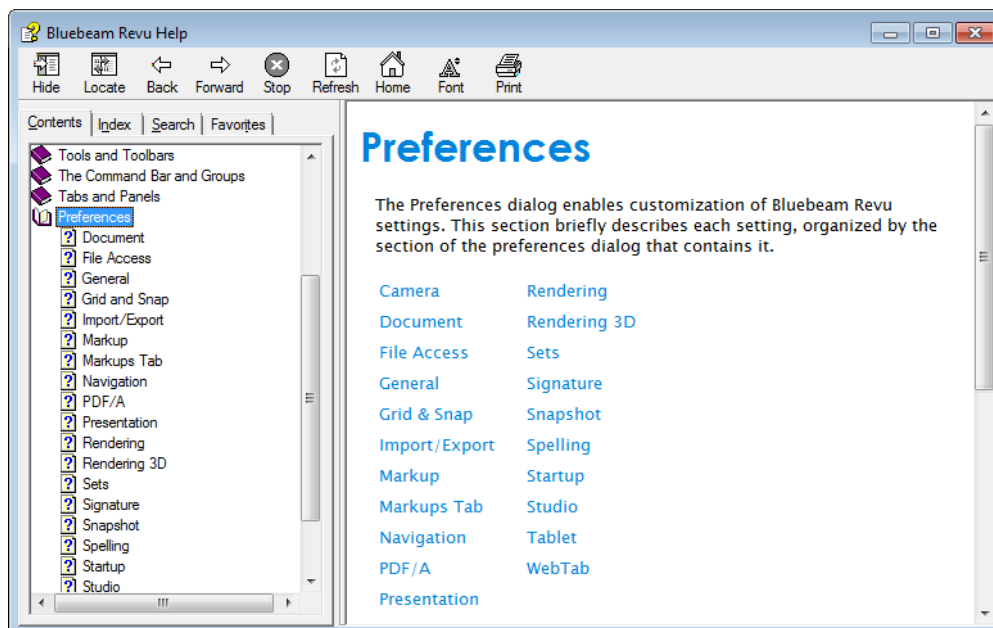 Bluebeam Revu Help
Hide Locate Back Forward Stop Refresh Home Font Print
Contents Index Search Favorites
Tools and Toolbars
The Command Bar and Groups
Tabs and Panels
Preferences
Document
File Access
General
Grid and Snap
Import/Export
Markup
Markups Tab
Navigation
PDF/A
Presentation
Rendering
Rendering 3D
Sets
Signature
Snapshot
Spelling
Startup
Studio
Preferences
The Preferences dialog enables customization of Bluebeam Revu
settings. This section briefly describes each setting, organized by the
section of the preferences dialog that contains it.
Camera Rendering
Document Rendering 3D
File Access Sets
General Signature
Grid & Snap Snapshot
Import/Export Spelling
Markup Startup
Markups Tab Studio
Navigation Tablet
PDF/A WebTab
Presentation